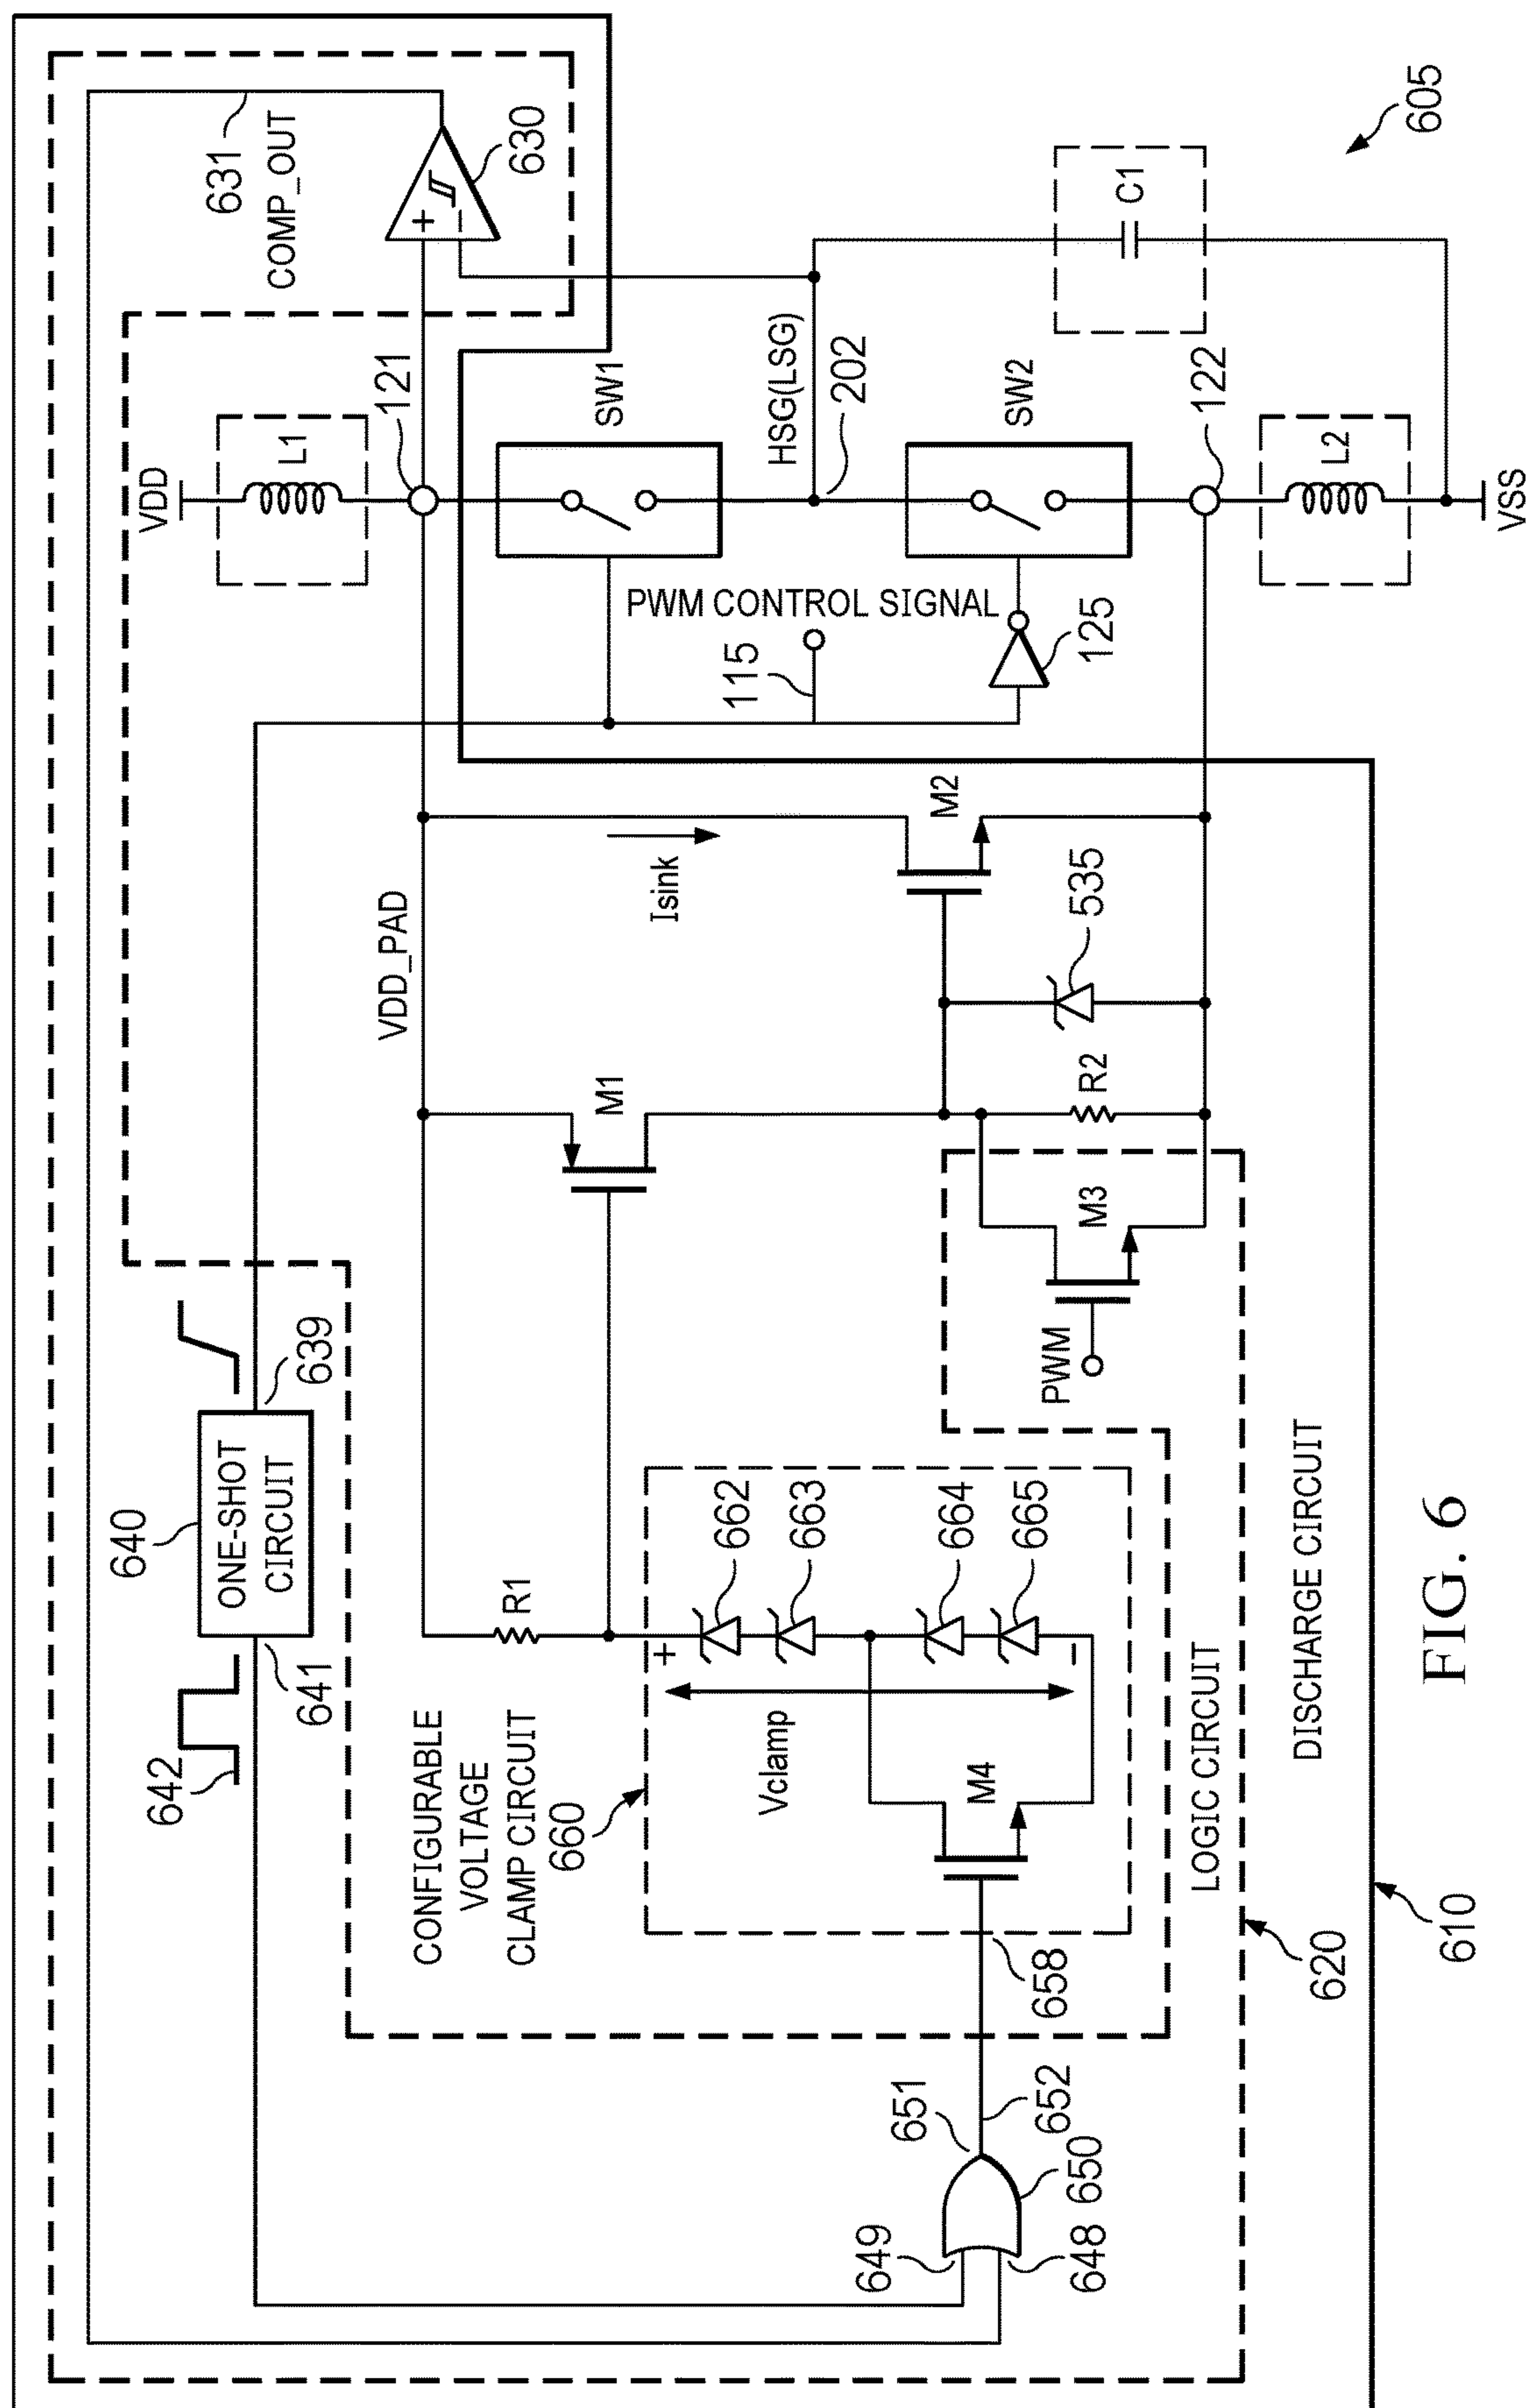 631
COMP_OUT
+
−
630
605
VDD
L1
121
SW1
HSG(LSG)
202
SW2
C1
122
L2
VSS
PWM CONTROL SIGNAL
115
125
VDD_PAD
Isink
M2
535
M1
R2
M3
PWM
639
640
ONE-SHOT
CIRCUIT
641
642
R1
662
663
664
665
+
−
Vclamp
M4
CONFIGURABLE
VOLTAGE
CLAMP CIRCUIT
660
658
LOGIC CIRCUIT
620
DISCHARGE CIRCUIT
610
651
652
650
649
648
FIG. 6